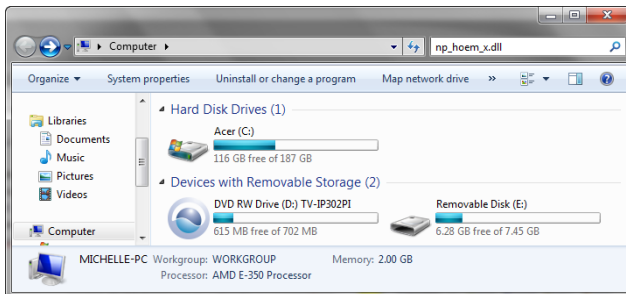 Computer
np_hoem_x.dll
Organize System properties Uninstall or change a program Map network drive »
Libraries
Documents
Music
Pictures
Videos
Computer
Hard Disk Drives (1)
Acer (C:)
116 GB free of 187 GB
Devices with Removable Storage (2)
DVD RW Drive (D:) TV-IP302PI
615 MB free of 702 MB
Removable Disk (E:)
6.28 GB free of 7.45 GB
MICHELLE-PC Workgroup: WORKGROUP Memory: 2.00 GB
Processor: AMD E-350 Processor